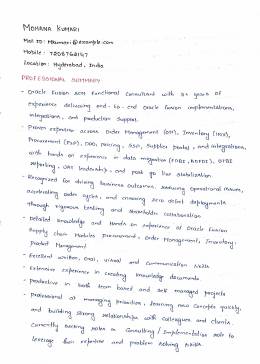 MOHANA KUMARI
Mail to : Mkumari@example.com
Mobile : 7208762147
Location : Hyderabad, India
PROFESSIONAL SUMMARY
- Oracle Fusion SCM Functional Consultant with 3+ years of
experience delivering end-to-end Oracle Fusion implementations,
integrations, and production support.
- Proven expertise across Order Management (OM), Inventory (INV),
Procurement (P2P), DOO, Pricing, SSP, Supplier portal, and integrations,
with hands on experience in data migration (FBDI, ADFDI), OTBI
reporting, UAT leadership, and post go live stabilization.
- Recognized for driving business outcomes, reducing operational issues,
accelerating order cycles, and ensuring zero defect deployments
through rigorous testing and stakeholder collaboration
- Detailed knowledge and Hands on experience of Oracle Fusion
Supply chain Modules procurement, Order Management, Inventory,
Product Management
- Excellent written, oral, visual and communication skills
- Extensive experience in creating knowledge documents
- productive in both team based and self managed projects
- professional at managing priorities, learning new concepts quickly,
and building strong relationships with colleagues and clients.
Currently seeking roles as Consulting / Implementation role to
leverage their expertise and problem solving skills.